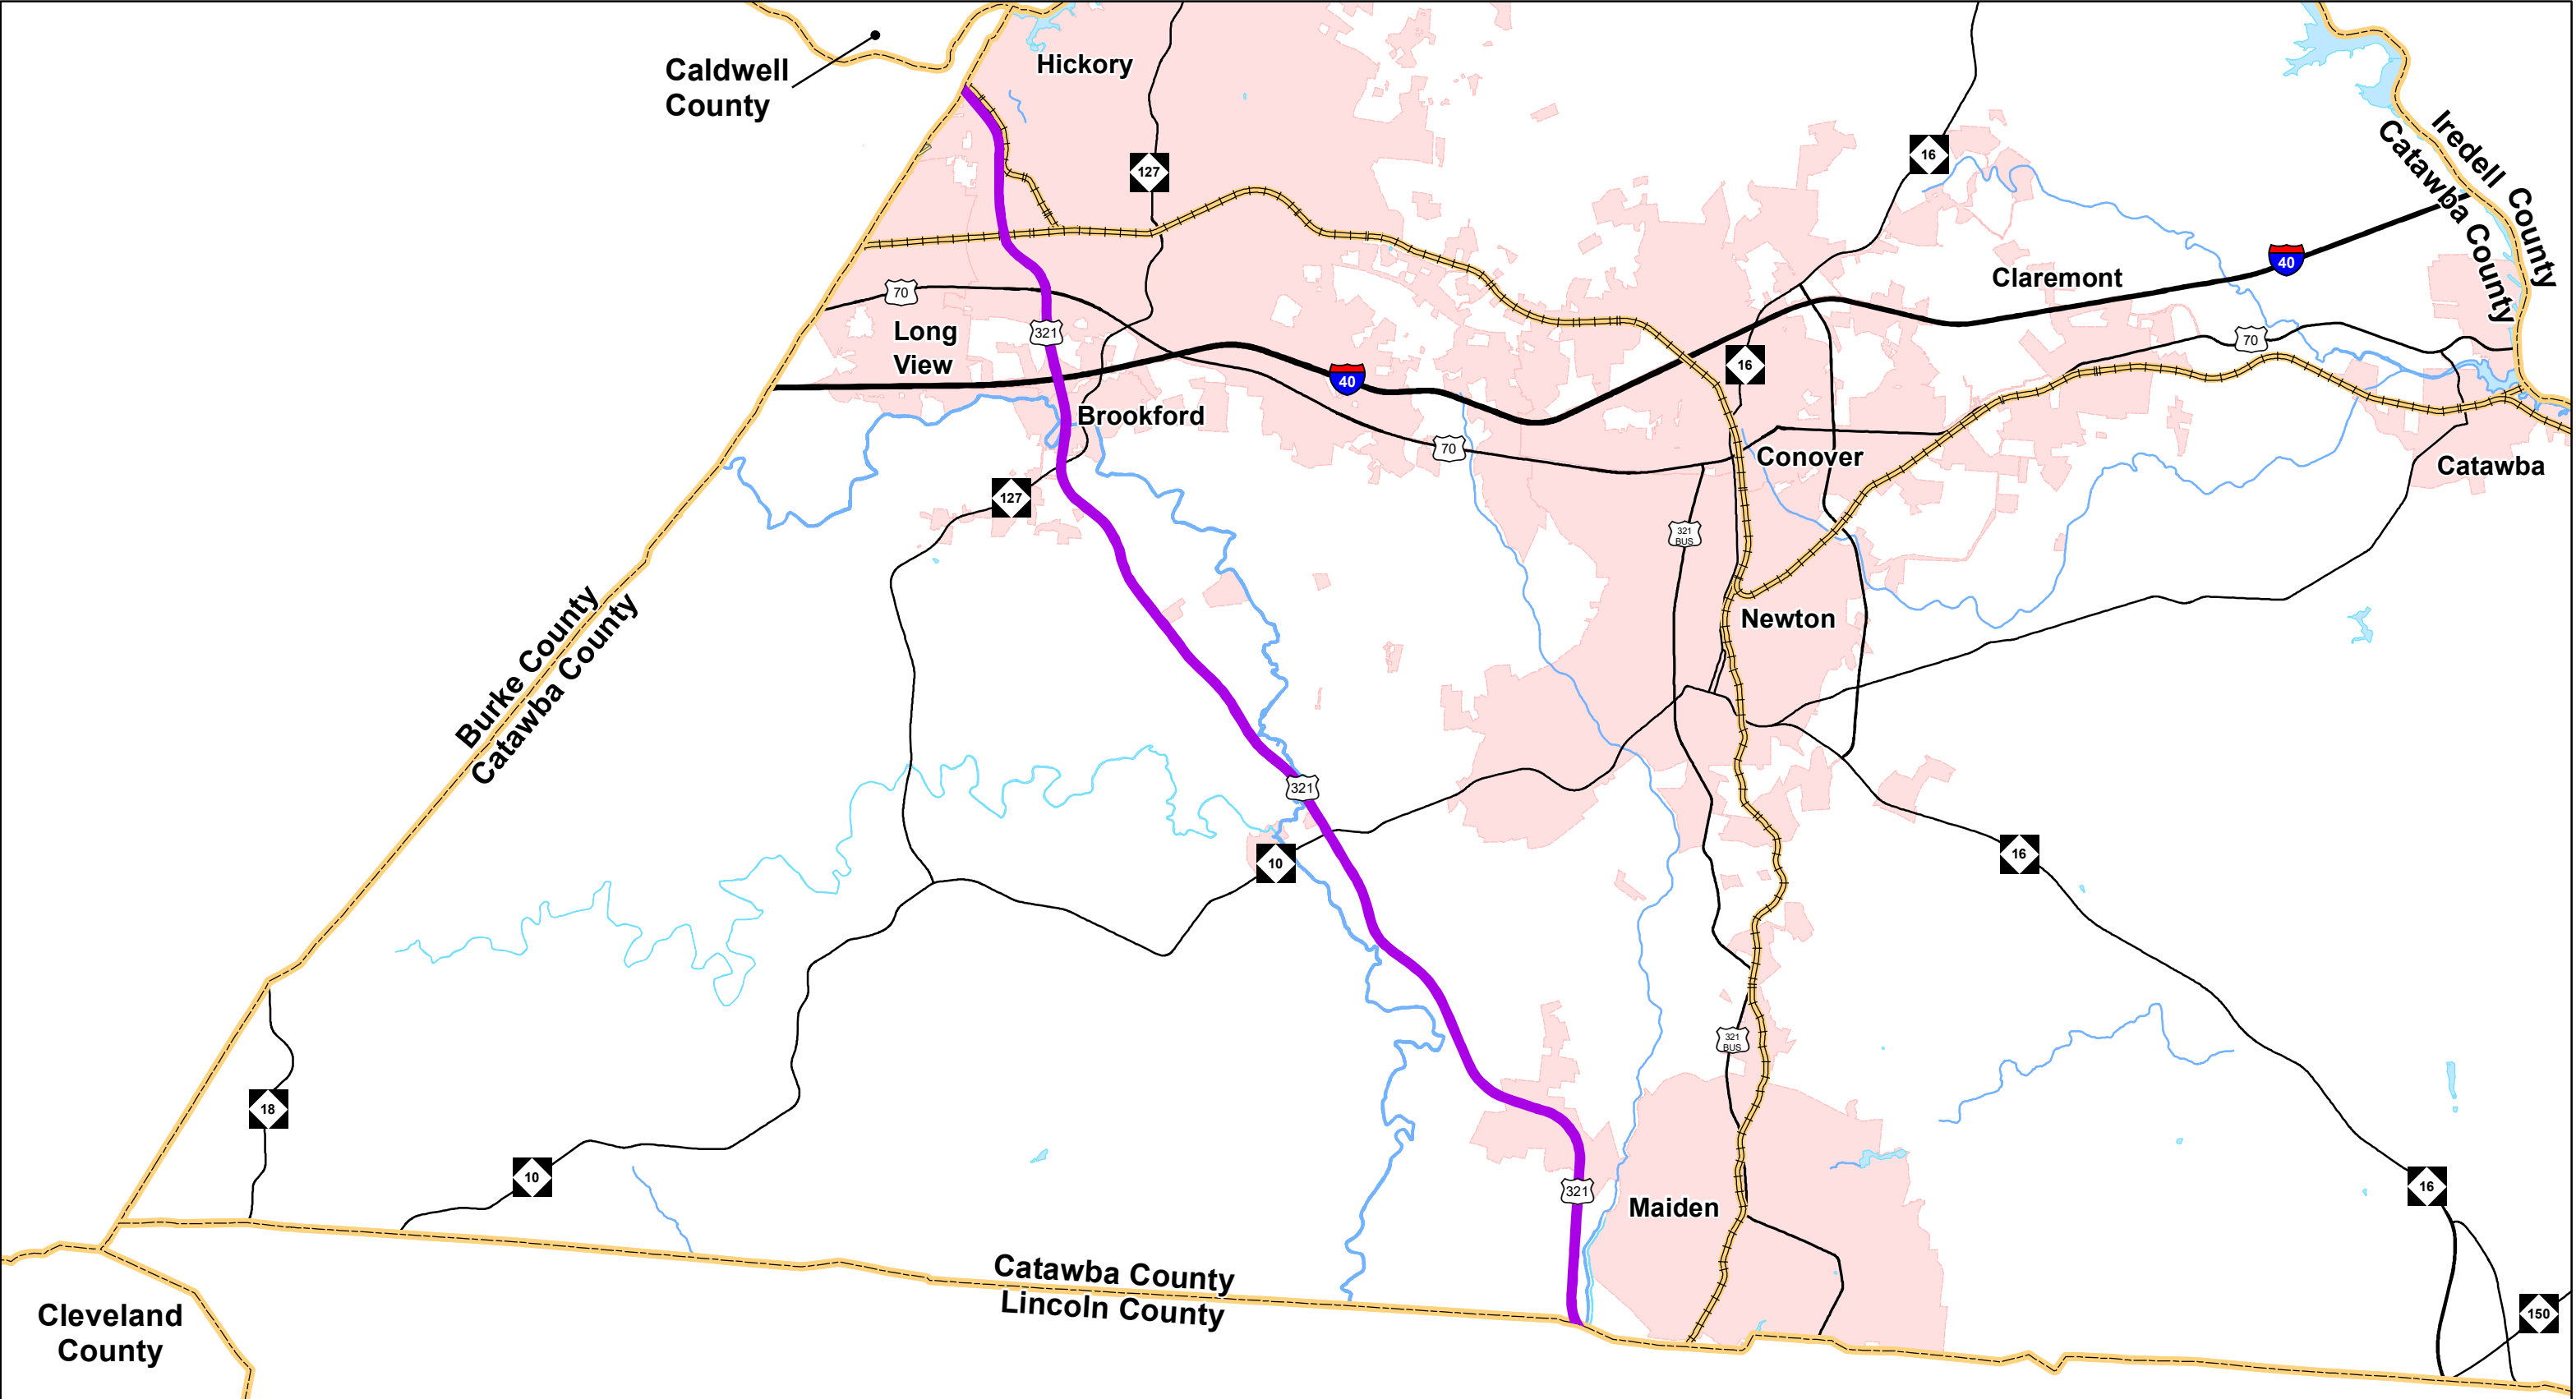 Caldwell
County
Hickory
127
16
Iredell County
Catawba County
40
Claremont
70
321
Long
View
70
16
40
Brookford
70
Conover
Catawba
127
321
BUS
Newton
Burke County
Catawba County
321
10
16
321
BUS
18
10
321
16
Maiden
Catawba County
Lincoln County
Cleveland
County
150